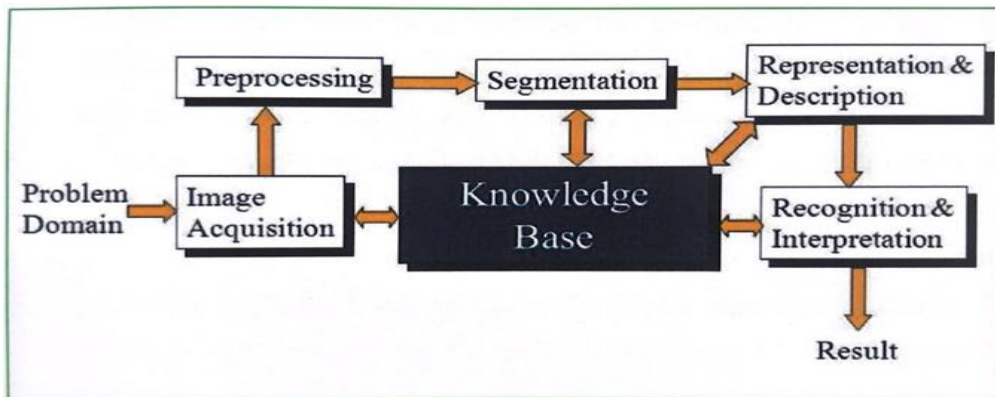 Preprocessing
Segmentation
Representation &
Description
Problem
Domain
Image
Acquisition
Knowledge
Base
Recognition &
Interpretation
Result